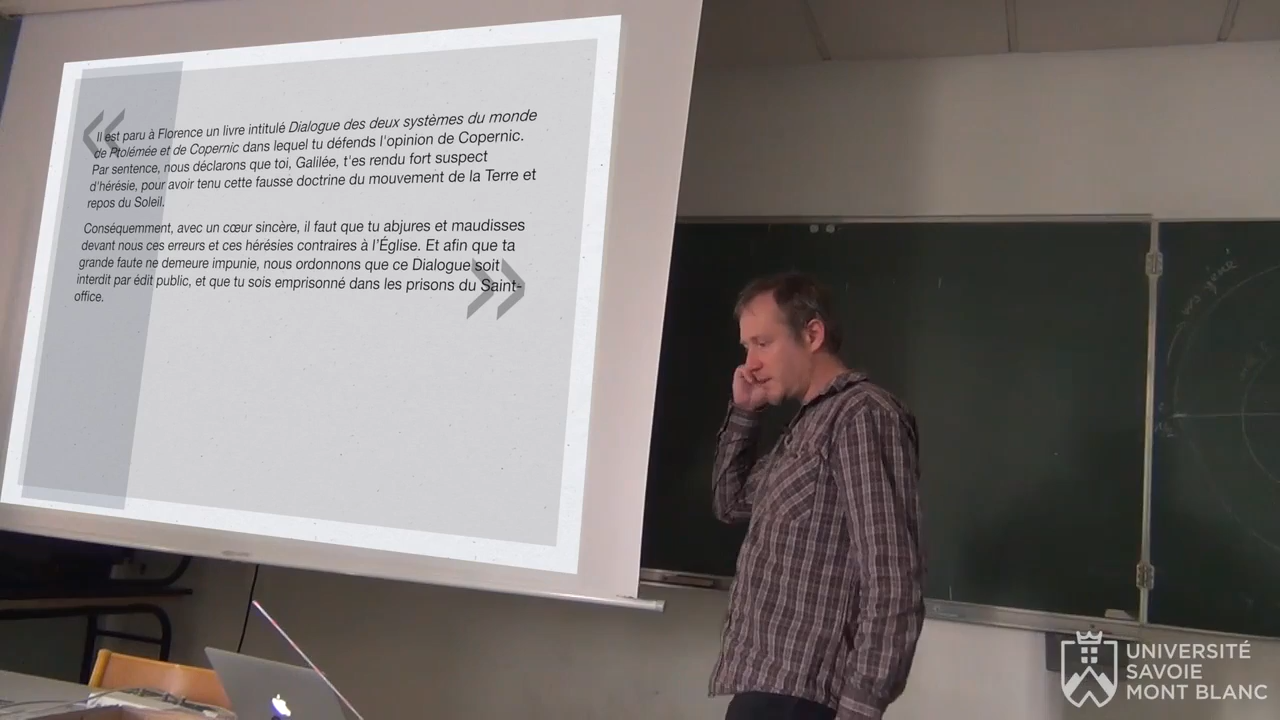 « Il est paru à Florence un livre intitulé Dialogue des deux systèmes du monde
de Ptolémée et de Copernic dans lequel tu défends l'opinion de Copernic.
Par sentence, nous déclarons que toi, Galilée, t'es rendu fort suspect
d'hérésie, pour avoir tenu cette fausse doctrine du mouvement de la Terre et
repos du Soleil.
Conséquemment, avec un cœur sincère, il faut que tu abjures et maudisses
devant nous ces erreurs et ces hérésies contraires à l'Église. Et afin que ta
grande faute ne demeure impunie, nous ordonnons que ce Dialogue soit
interdit par édit public, et que tu sois emprisonné dans les prisons du Saint-
office. »
UNIVERSITÉ
SAVOIE
MONT BLANC